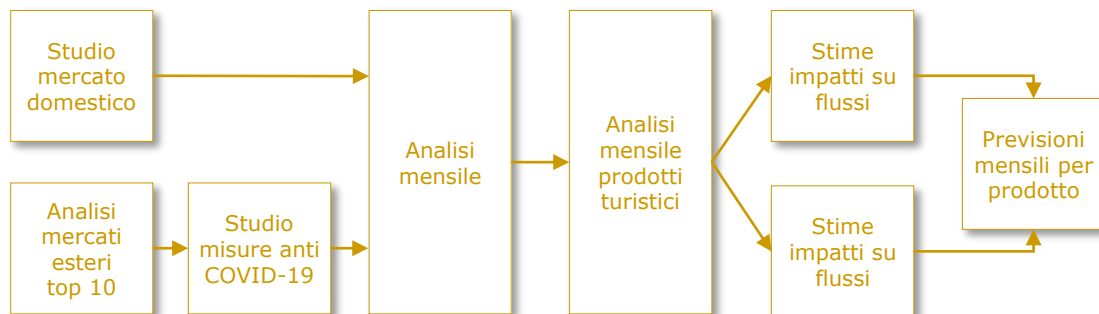 Studio
mercato
domestico
Analisi
mercati
esteri
top 10
Studio
misure anti
COVID-19
Analisi
mensile
Analisi
mensile
prodotti
turistici
Stime
impatti su
flussi
Stime
impatti su
flussi
Previsioni
mensili per
prodotto